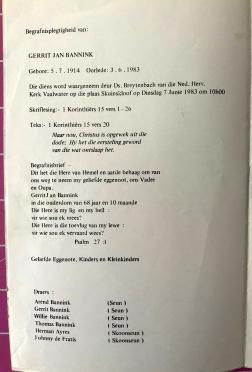 Begrafnisplegtigheid van:
GERRIT JAN BANNINK
Gebore: 5 . 7 . 1914 Oorlede: 3 . 6 . 1983
Die diens word waargeneem deur Ds. Breytenbach van die Ned. Herv.
Kerk Vaalwater op die plaas Skoinskloof op Dinsdag 7 Junie 1983 om 10h00
Skriflesing:- 1 Korinthiërs 15 vers 1 – 26
Teks:- 1 Korinthiërs 15 vers 20
Maar nou, Christus is opgewek uit die
dode; Hy het die eersteling geword
van die wat ontslaap het.
Begrafnisbrief –
Dit het die Here van Hemel en aarde behaag om van
ons weg te neem my geliefde eggenoot, ons Vader
en Oupa.
Gerrit Jan Bannink
in die ouderdom van 68 jaar en 10 maande
Die Here is my lig en my heil :
vir wie sou ek vrees?
Die Here is die toevlug van my lewe :
vir wie sou ek vervaard wees?
Psalm 27 :1
Geliefde Eggenote, Kinders en Kleinkinders
Draers :
Arend Bannink (Seun )
Gerrit Bannink ( Seun )
Willie Bannink ( Seun )
Thomas Bannink ( Seun )
Herman Ayres ( Skoonseun )
Johnny de Fratis ( Skoonseun )